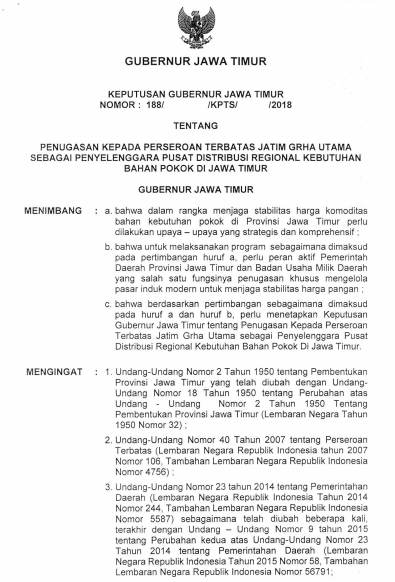 GUBERNUR JAWA TIMUR
KEPUTUSAN GUBERNUR JAWA TIMUR
NOMOR : 188/ /KPTS/ /2018
TENTANG
PENUGASAN KEPADA PERSEROAN TERBATAS JATIM GRHA UTAMA
SEBAGAI PENYELENGGARA PUSAT DISTRIBUSI REGIONAL KEBUTUHAN
BAHAN POKOK DI JAWA TIMUR
GUBERNUR JAWA TIMUR
MENIMBANG : a. bahwa dalam rangka menjaga stabilitas harga komoditas
bahan kebutuhan pokok di Provinsi Jawa Timur perlu
dilakukan upaya – upaya yang strategis dan komprehensif ;
b. bahwa untuk melaksanakan program sebagaimana dimaksud
pada pertimbangan huruf a, perlu peran aktif Pemerintah
Daerah Provinsi Jawa Timur dan Badan Usaha Milik Daerah
yang salah satu fungsinya penugasan khusus mengelola
pasar induk modern untuk menjaga stabilitas harga pangan ;
c. bahwa berdasarkan pertimbangan sebagaimana dimaksud
pada huruf a dan huruf b, perlu menetapkan Keputusan
Gubernur Jawa Timur tentang Penugasan Kepada Perseroan
Terbatas Jatim Grha Utama sebagai Penyelenggara Pusat
Distribusi Regional Kebutuhan Bahan Pokok Di Jawa Timur.
MENGINGAT : 1. Undang-Undang Nomor 2 Tahun 1950 tentang Pembentukan
Provinsi Jawa Timur yang telah diubah dengan Undang-
Undang Nomor 18 Tahun 1950 tentang Perubahan atas
Undang - Undang Nomor 2 Tahun 1950 Tentang
Pembentukan Provinsi Jawa Timur (Lembaran Negara Tahun
1950 Nomor 32) ;
2. Undang-Undang Nomor 40 Tahun 2007 tentang Perseroan
Terbatas (Lembaran Negara Republik Indonesia tahun 2007
Nomor 106, Tambahan Lembaran Negara Republik Indonesia
Nomor 4756) ;
3. Undang-Undang Nomor 23 tahun 2014 tentang Pemerintahan
Daerah (Lembaran Negara Republik Indonesia Tahun 2014
Nomor 244, Tambahan Lembaran Negara Republik Indonesia
Nomor 5587) sebagaimana telah diubah beberapa kali,
terakhir dengan Undang – Undang Nomor 9 tahun 2015
tentang Perubahan kedua atas Undang-Undang Nomor 23
Tahun 2014 tentang Pemerintahan Daerah (Lembaran
Negara Republik Indonesia Tahun 2015 Nomor 58, Tambahan
Lembaran Negara Republik Indonesia Nomor 56791;